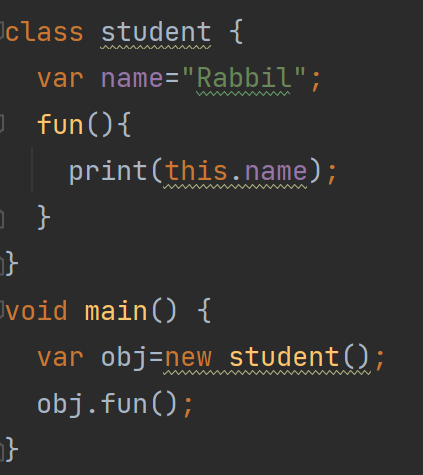 class student {
var name="Rabbil";
fun(){
print(this.name);
}
}
void main() {
var obj=new student();
obj.fun();
}